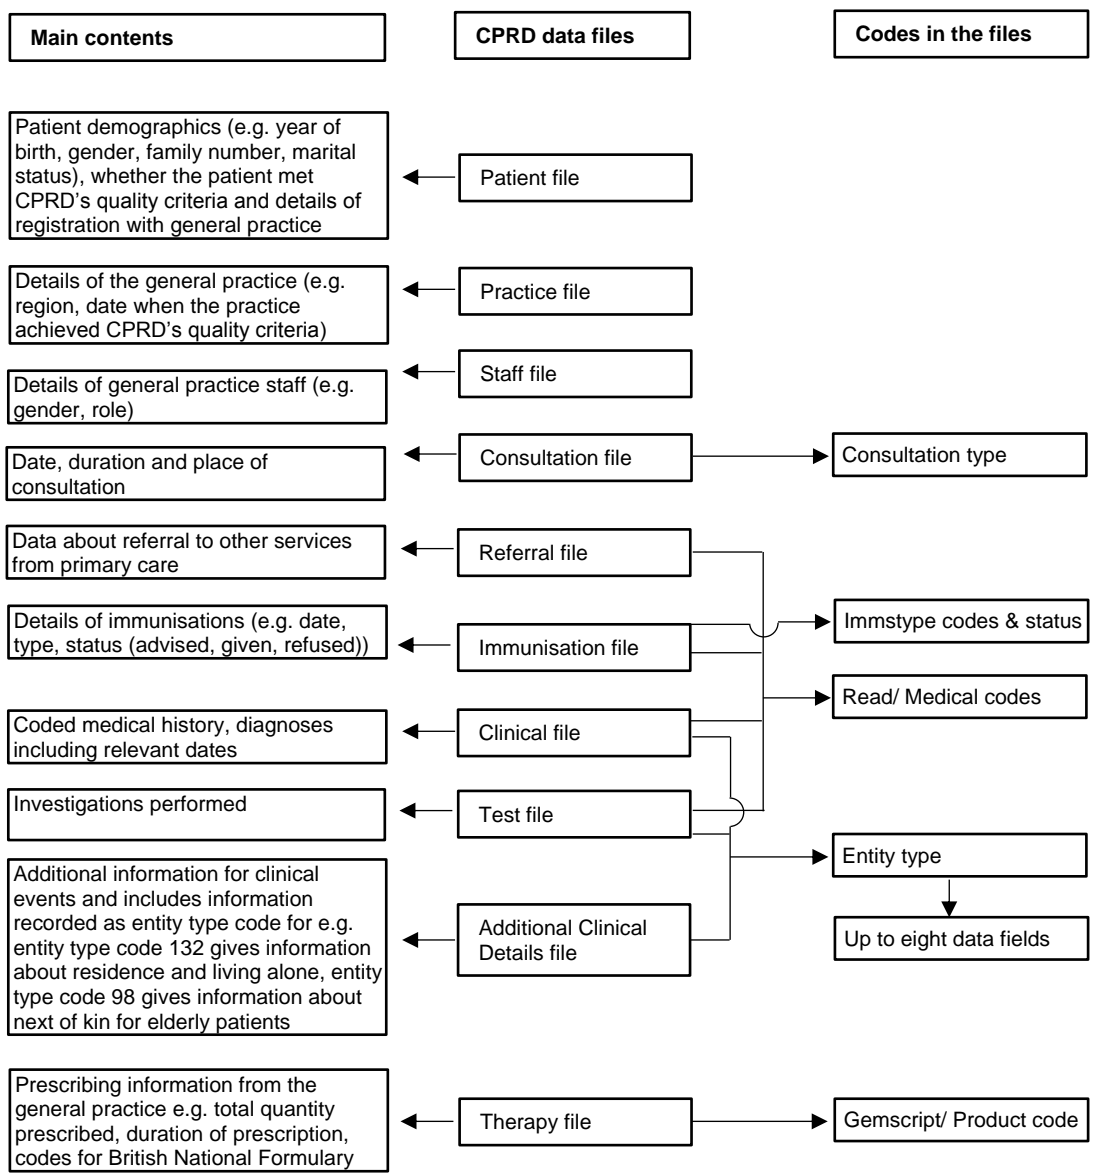 Main contents
CPRD data files
Codes in the files
Patient demographics (e.g. year of
birth, gender, family number, marital
status), whether the patient met
CPRD’s quality criteria and details of
registration with general practice
Patient file
Details of the general practice (e.g.
region, date when the practice
achieved CPRD’s quality criteria)
Practice file
Details of general practice staff (e.g.
gender, role)
Staff file
Date, duration and place of
consultation
Consultation file
Consultation type
Data about referral to other services
from primary care
Referral file
Details of immunisations (e.g. date,
type, status (advised, given, refused))
Immunisation file
Immstype codes & status
Read/ Medical codes
Coded medical history, diagnoses
including relevant dates
Clinical file
Investigations performed
Test file
Entity type
Up to eight data fields
Additional information for clinical
events and includes information
recorded as entity type code for e.g.
entity type code 132 gives information
about residence and living alone, entity
type code 98 gives information about
next of kin for elderly patients
Additional Clinical
Details file
Prescribing information from the
general practice e.g. total quantity
prescribed, duration of prescription,
codes for British National Formulary
Therapy file
Gemscript/ Product code